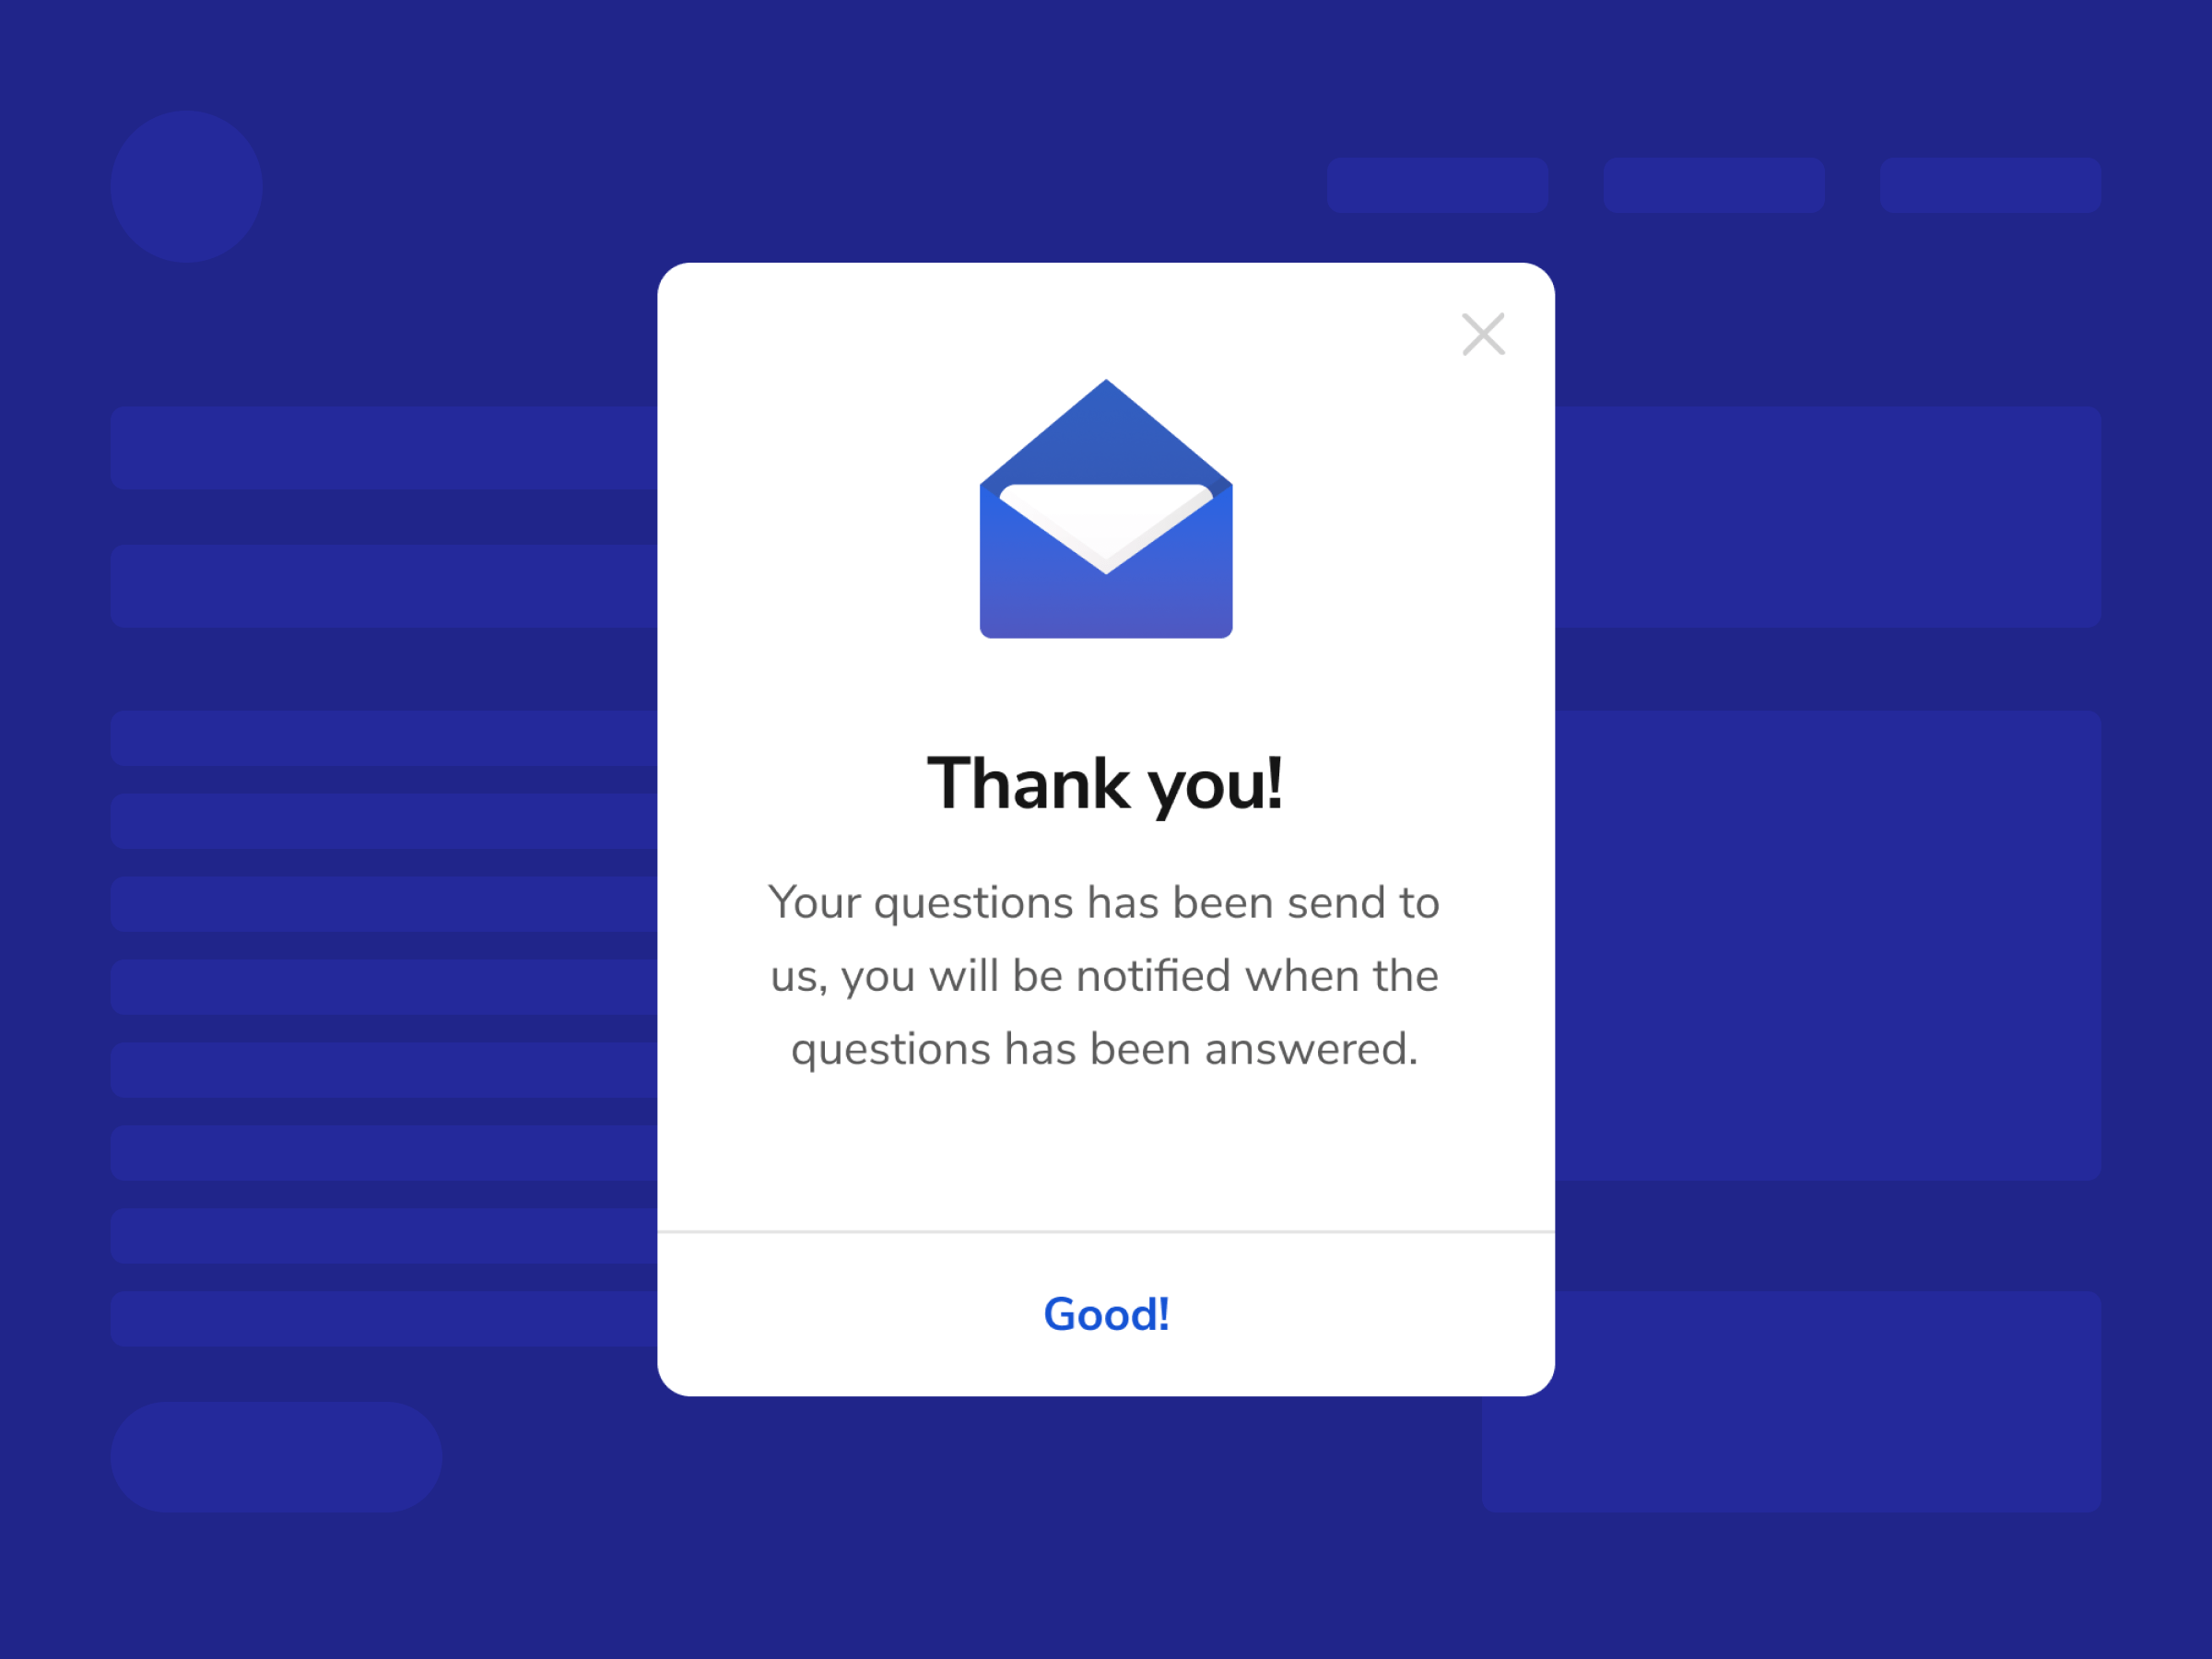 Thank you!
Your questions has been send to
us, you will be notified when the
questions has been answered.
Good!